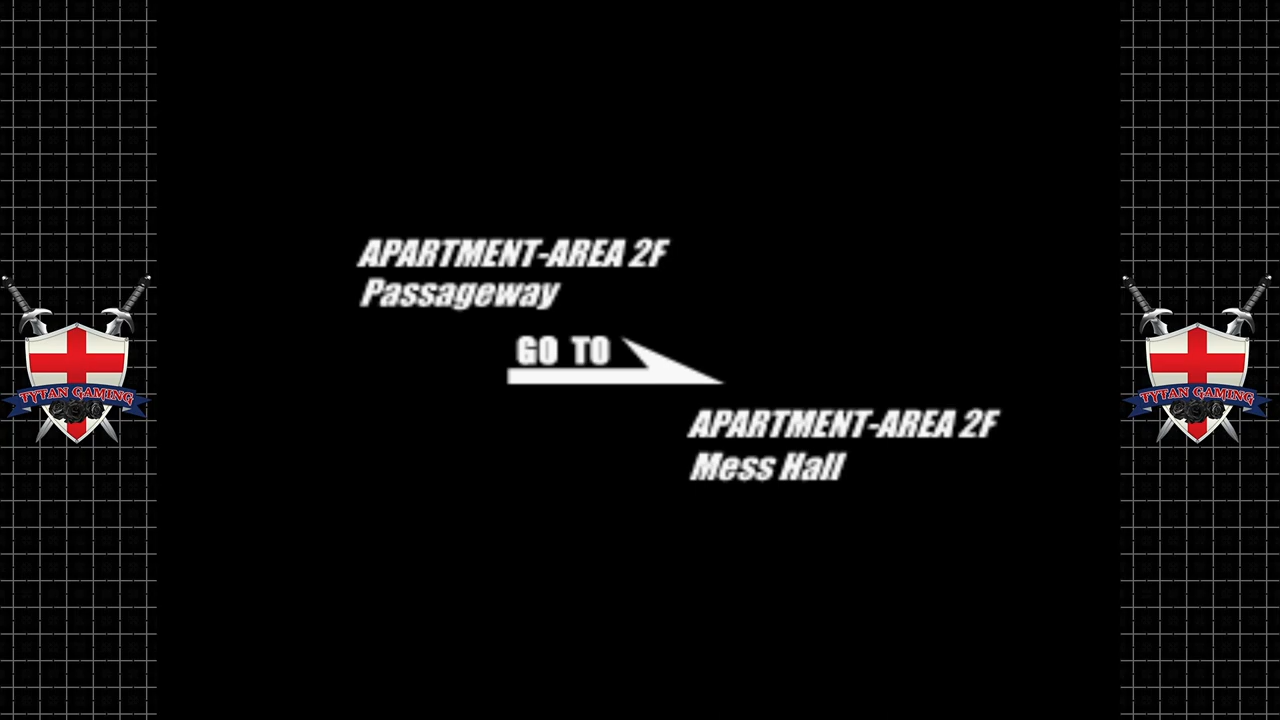 APARTMENT-AREA 2F
Passageway
GO TO
APARTMENT-AREA 2F
Mess Hall
TYTAN GAMING
TYTAN GAMING